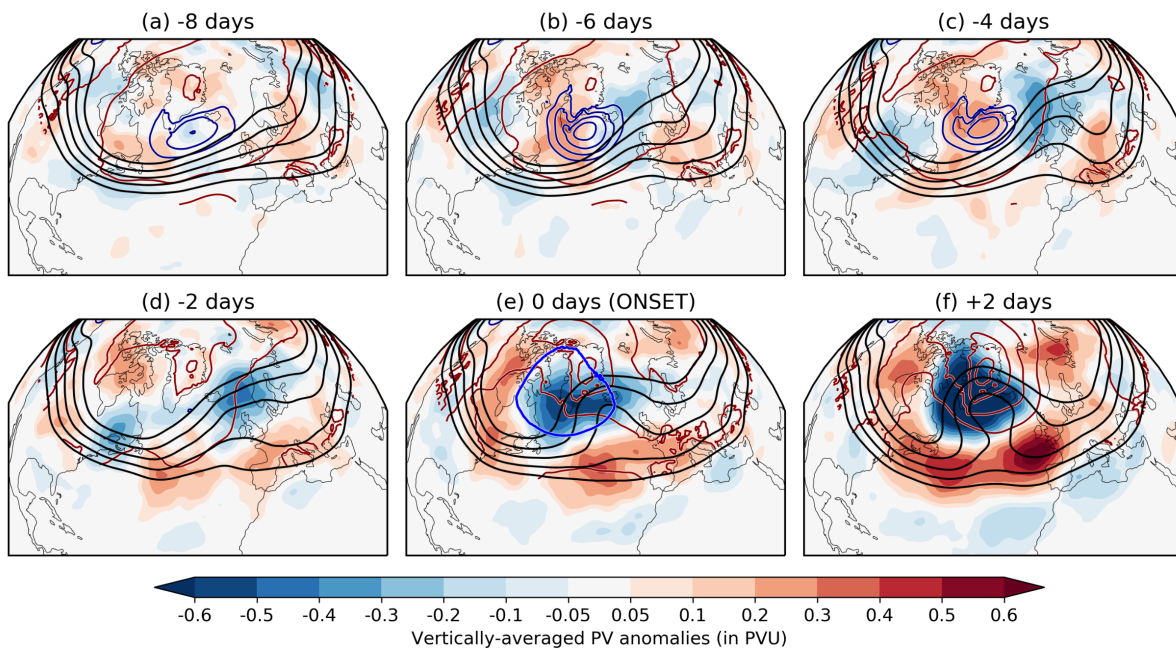 (a) -8 days
(b) -6 days
(c) -4 days
(d) -2 days
(e) 0 days (ONSET)
(f) +2 days
-0.6 -0.5 -0.4 -0.3 -0.2 -0.1 -0.05 0.05 0.1 0.2 0.3 0.4 0.5 0.6
Vertically-averaged PV anomalies (in PVU)